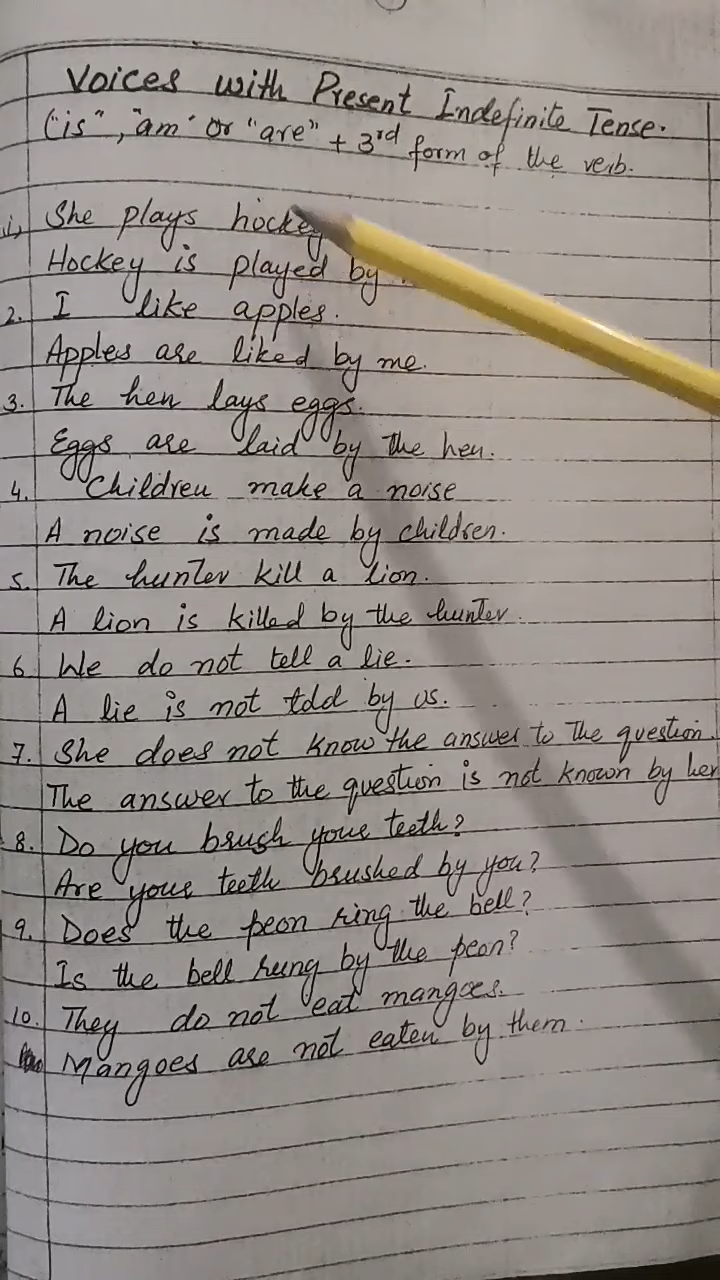 Voices with Present Indefinite Tense.
("is", "am" or "are" + 3rd form of the verb.
1, She plays hockey
Hockey is played by
2. I like apples.
Apples are liked by me.
3. The hen lays eggs.
Eggs are laid by the hen.
4. Children make a noise
A noise is made by children.
5. The hunter kill a lion.
A lion is killed by the hunter.
6. We do not tell a lie.
A lie is not told by us.
7. She does not know the answer to the question.
The answer to the question is not known by her
8. Do you brush your teeth?
Are your teeth brushed by you?
9. Does the peon ring the bell?
Is the bell rung by the peon?
10. They do not eat mangoes.
Mangoes are not eaten by them.